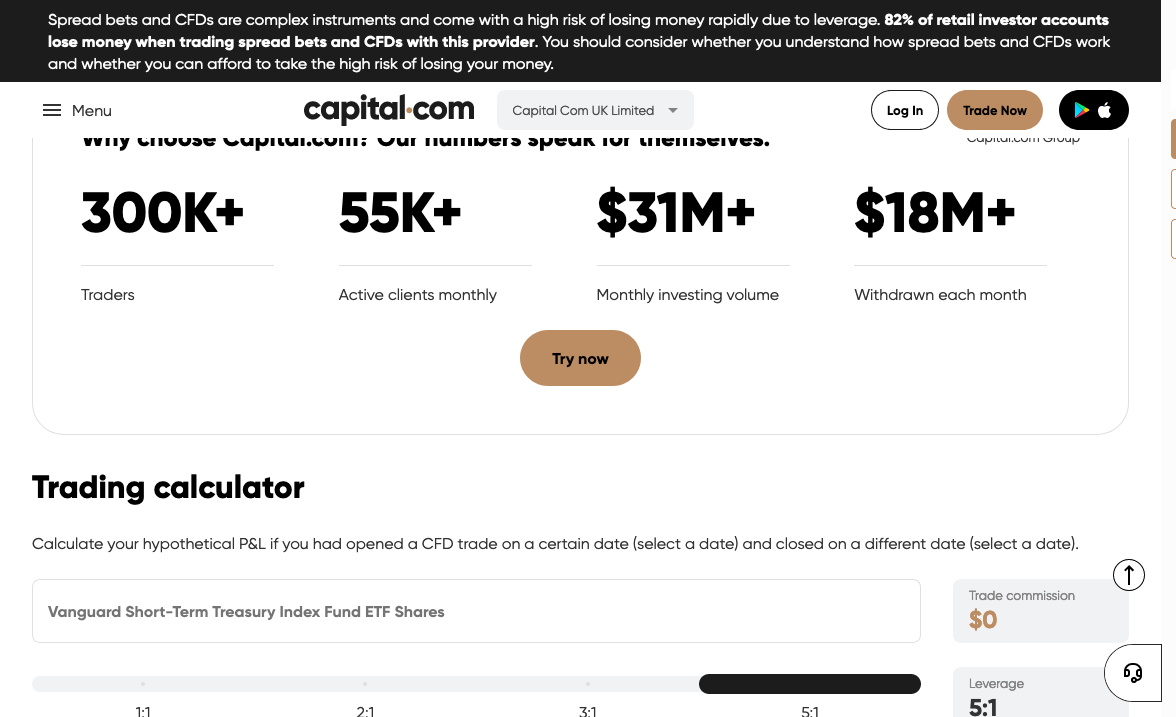 Spread bets and CFDs are complex instruments and come with a high risk of losing money rapidly due to leverage. 82% of retail investor accounts
lose money when trading spread bets and CFDs with this provider. You should consider whether you understand how spread bets and CFDs work
and whether you can afford to take the high risk of losing your money.
Menu
capital.com
Capital Com UK Limited
Log In
Trade Now
Why choose Capital.com? Our numbers speak for themselves.
Capital.com Group
300K+
55K+
$31M+
$18M+
Traders
Active clients monthly
Monthly investing volume
Withdrawn each month
Try now
Trading calculator
Calculate your hypothetical P&L if you had opened a CFD trade on a certain date (select a date) and closed on a different date (select a date).
Vanguard Short-Term Treasury Index Fund ETF Shares
Trade commission
$0
1:1
2:1
3:1
5:1
Leverage
5:1